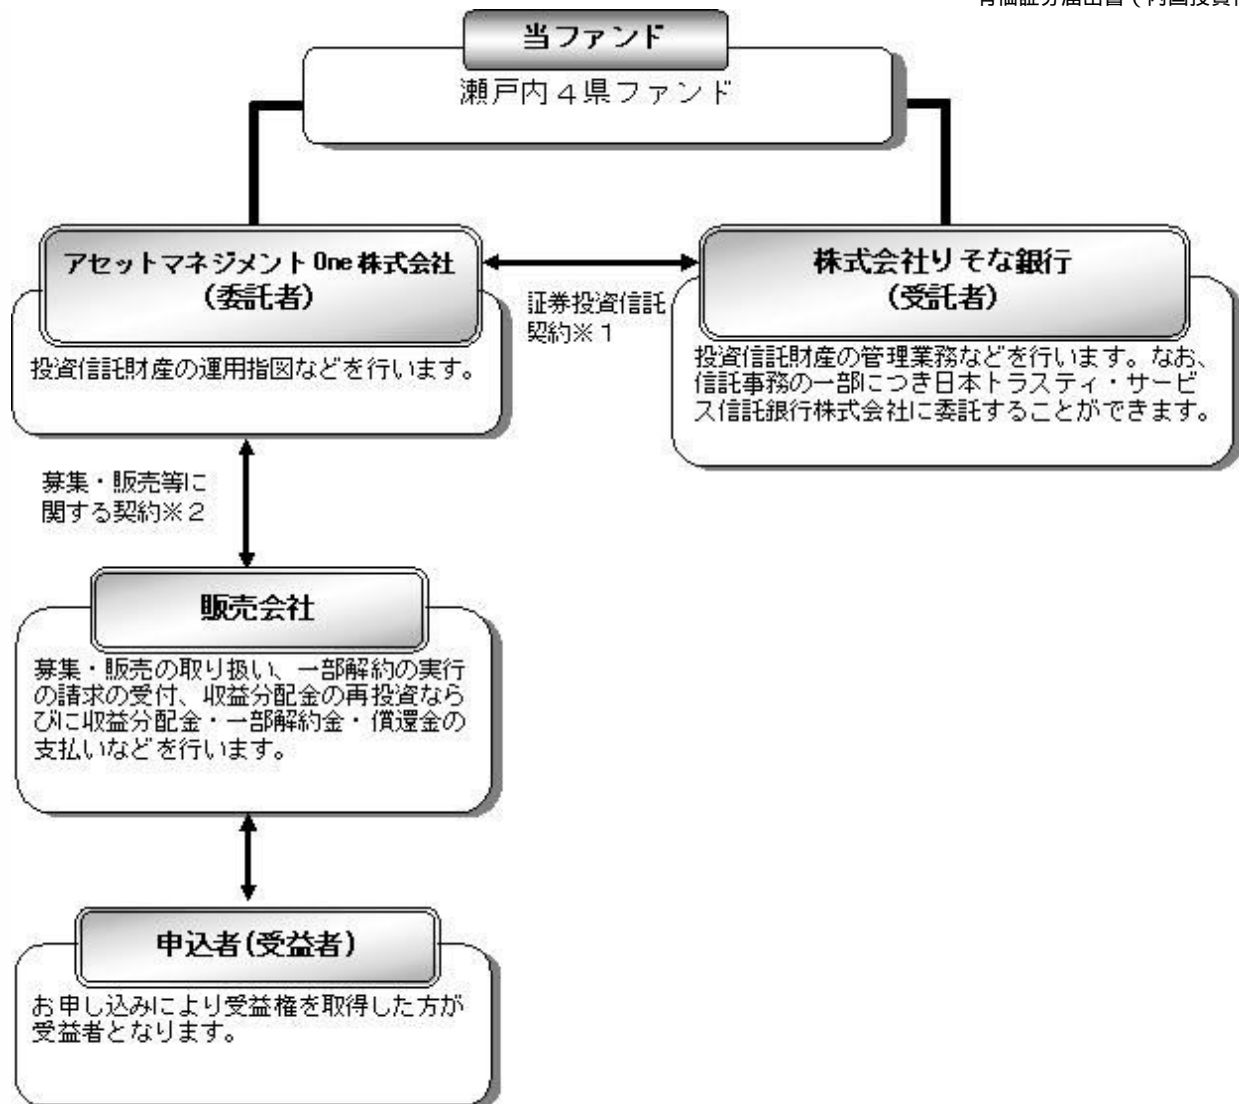 当ファンド
瀬戸内４県ファンド
アセットマネジメントOne株式会社
（委託者）
投資信託財産の運用指図などを行います。
証券投資信託
契約※１
株式会社りそな銀行
（受託者）
投資信託財産の管理業務などを行います。なお、
信託事務の一部につき日本トラスティ・サービ
ス信託銀行株式会社に委託することができます。
募集・販売等に
関する契約※２
販売会社
募集・販売の取り扱い、一部解約の実行
の請求の受付、収益分配金の再投資なら
びに収益分配金・一部解約金・償還金の
支払いなどを行います。
申込者(受益者)
お申し込みにより受益権を取得した方が
受益者となります。